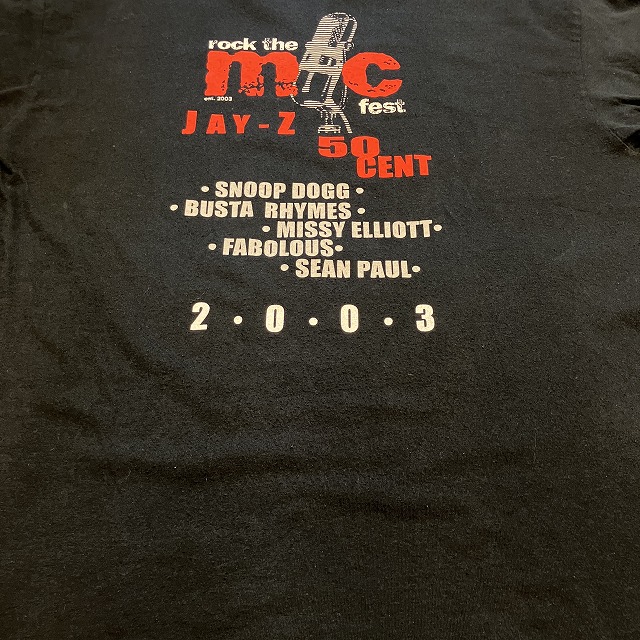 rock the
mic
est. 2003
fest.
JAY-Z
50
CENT
• SNOOP DOGG •
• BUSTA RHYMES •
• MISSY ELLIOTT •
• FABOLOUS •
• SEAN PAUL •
2 • 0 • 0 • 3